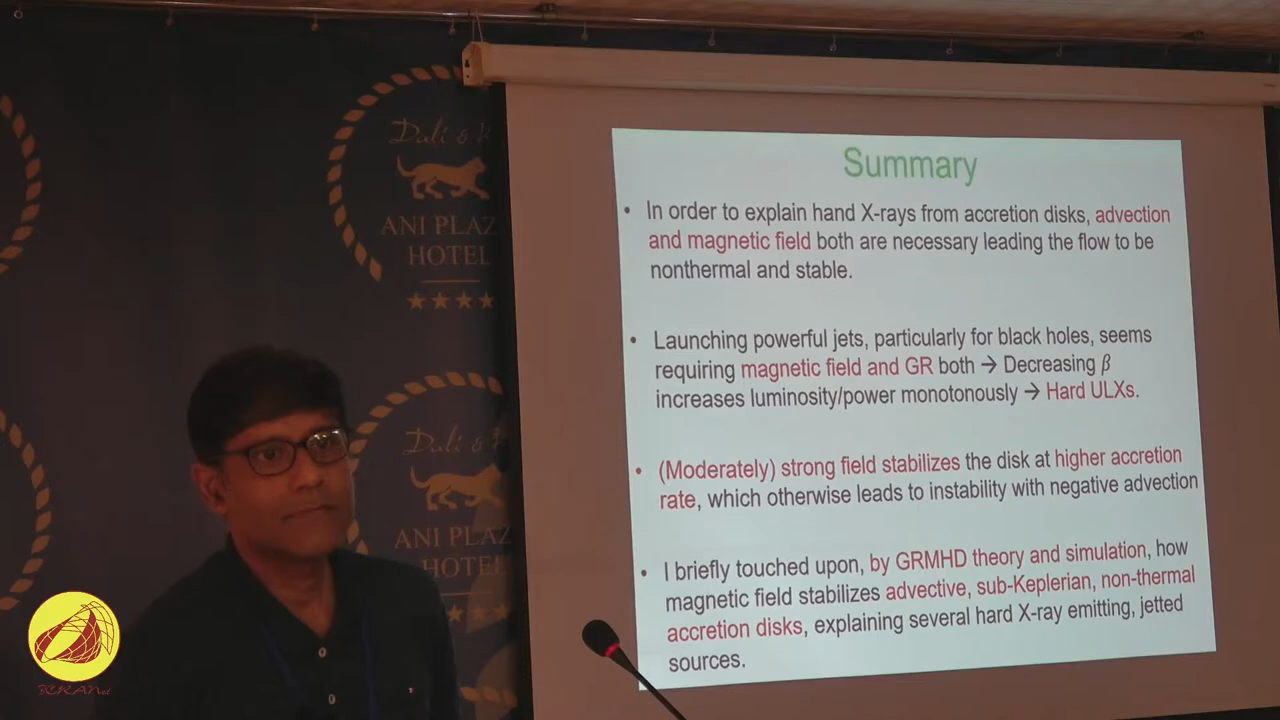 Summary
• In order to explain hand X-rays from accretion disks, advection
and magnetic field both are necessary leading the flow to be
nonthermal and stable.
• Launching powerful jets, particularly for black holes, seems
requiring magnetic field and GR both → Decreasing β
increases luminosity/power monotonously → Hard ULXs.
• (Moderately) strong field stabilizes the disk at higher accretion
rate, which otherwise leads to instability with negative advection
• I briefly touched upon, by GRMHD theory and simulation, how
magnetic field stabilizes advective, sub-Keplerian, non-thermal
accretion disks, explaining several hard X-ray emitting, jetted
sources.
ANI PLAZ
HOTEL
ANI PLAZ
HOTEL